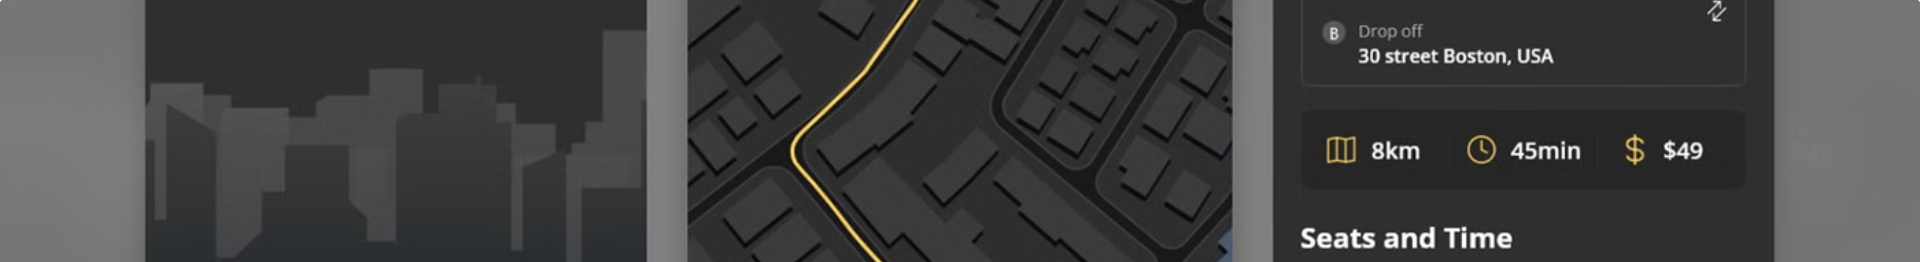 B
Drop off
30 street Boston, USA
8km
45min
$ $49
Seats and Time